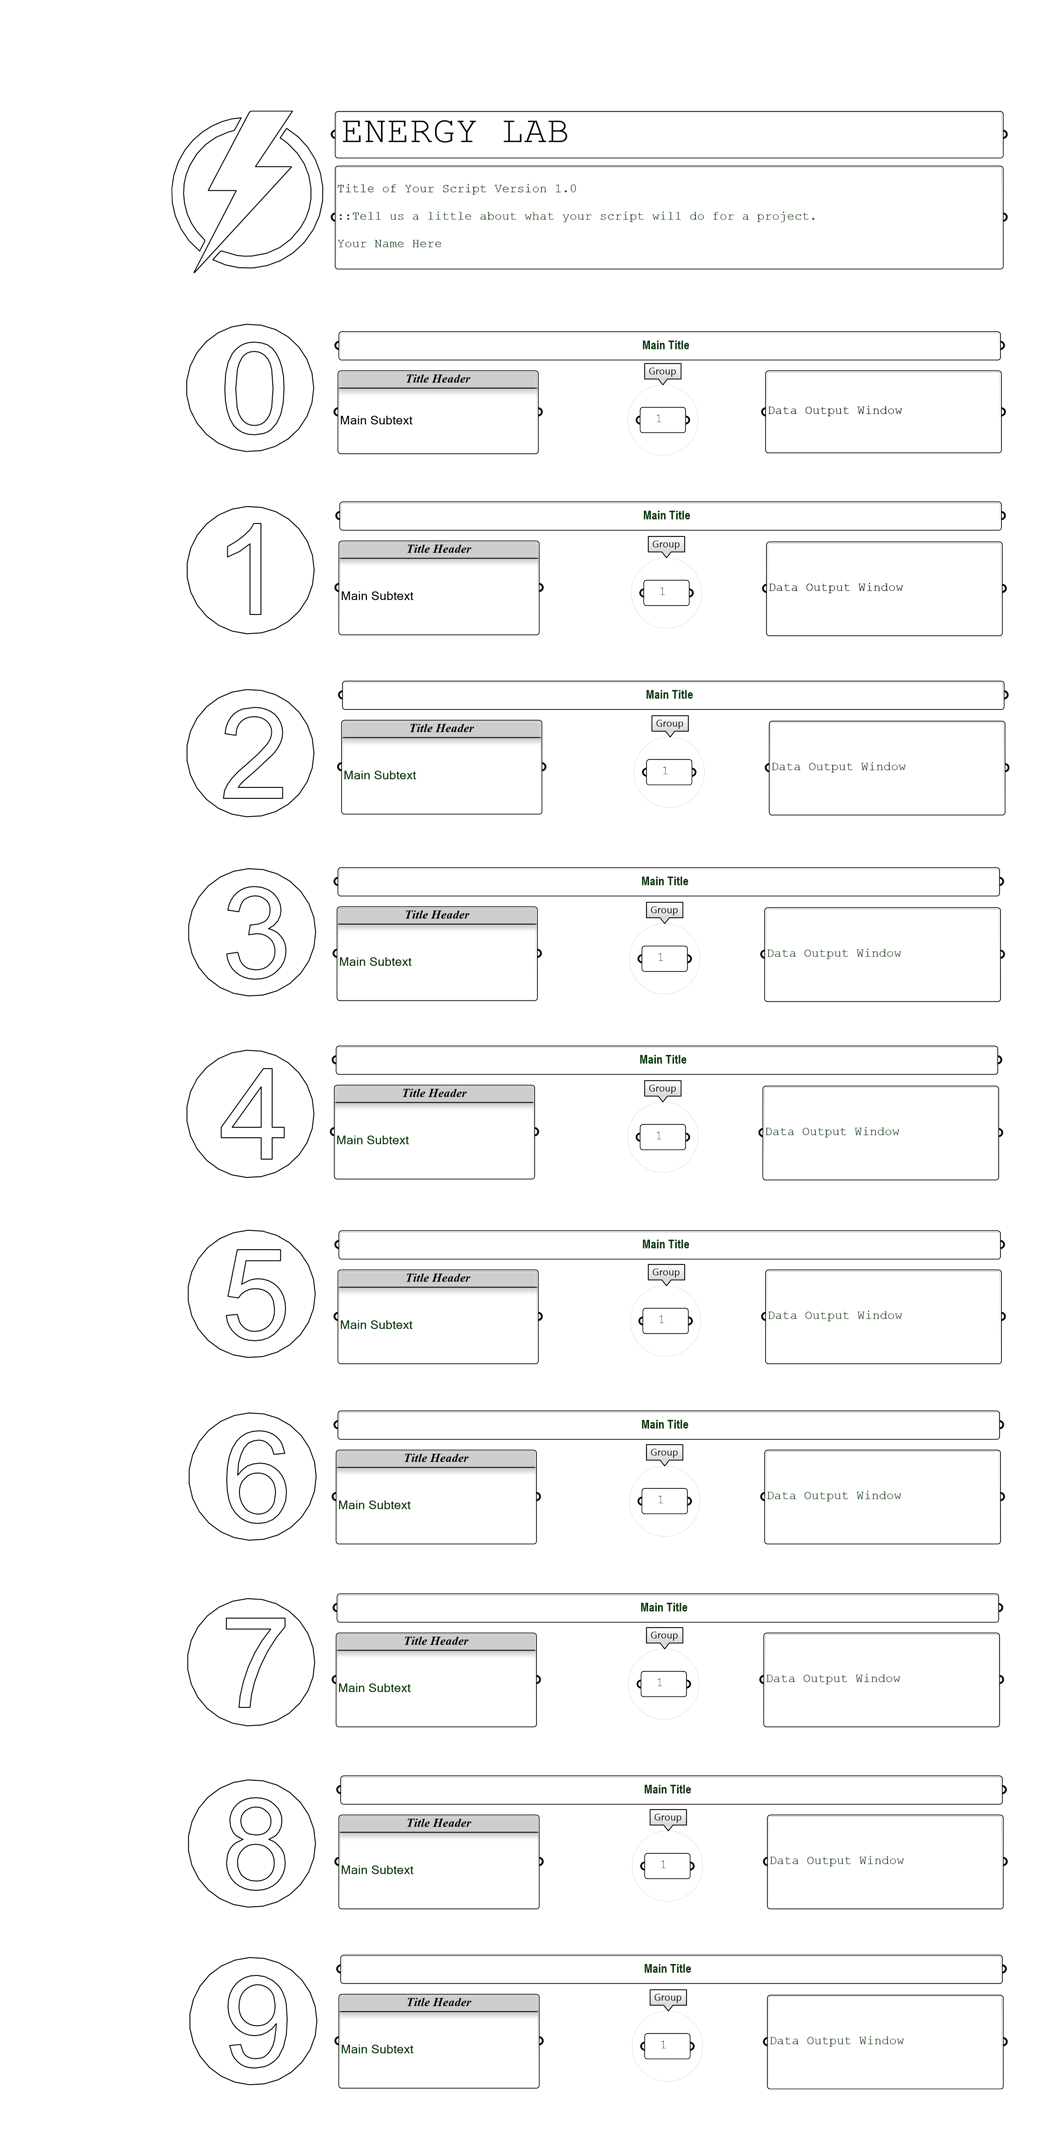 ENERGY LAB
Title of Your Script Version 1.0
::Tell us a little about what your script will do for a project.
Your Name Here
0
Main Title
Title Header
Group
Main Subtext
1
Data Output Window
1
Main Title
Title Header
Group
Main Subtext
1
Data Output Window
2
Main Title
Title Header
Group
Main Subtext
1
Data Output Window
3
Main Title
Title Header
Group
Main Subtext
1
Data Output Window
4
Main Title
Title Header
Group
Main Subtext
1
Data Output Window
5
Main Title
Title Header
Group
Main Subtext
1
Data Output Window
6
Main Title
Title Header
Group
Main Subtext
1
Data Output Window
7
Main Title
Title Header
Group
Main Subtext
1
Data Output Window
8
Main Title
Title Header
Group
Main Subtext
1
Data Output Window
9
Main Title
Title Header
Group
Main Subtext
1
Data Output Window